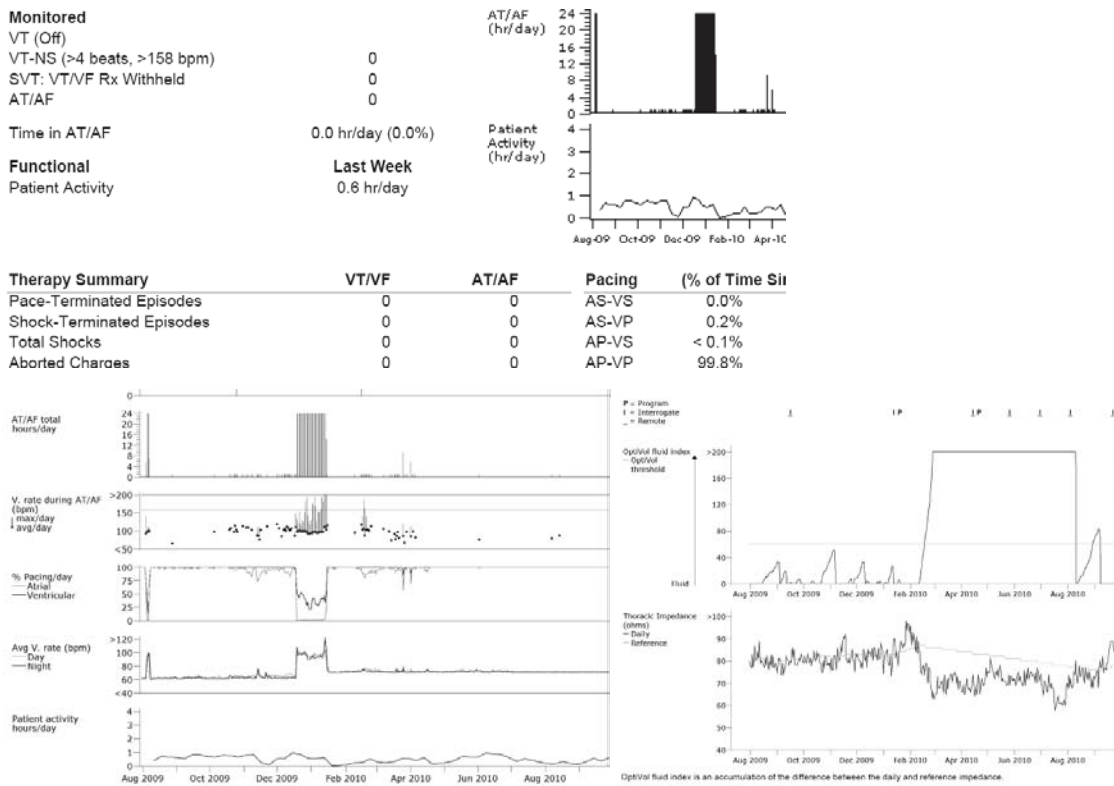 Monitored
VT (Off)
VT-NS (>4 beats, >158 bpm) 0
SVT: VT/VF Rx Withheld 0
AT/AF 0
Time in AT/AF 0.0 hr/day (0.0%)
Functional Last Week
Patient Activity 0.6 hr/day
AT/AF
(hr/day)
24
20
16
12
8
4
0
Patient
Activity
(hr/day)
4
3
2
1
0
Aug-09 Oct-09 Dec-09 Feb-10 Apr-10
Therapy Summary VT/VF AT/AF
Pace-Terminated Episodes 0 0
Shock-Terminated Episodes 0 0
Total Shocks 0 0
Aborted Charges 0 0
Pacing (% of Time Sin
AS-VS 0.0%
AS-VP 0.2%
AP-VS < 0.1%
AP-VP 99.8%
0
AT/AF total
hours/day
24
20
16
12
8
4
0
V. rate during AT/AF
(bpm)
max/day
avg/day
>200
150
100
<50
% Pacing/day
Atrial
Ventricular
100
75
50
25
0
Avg V. rate (bpm)
Day
Night
>120
100
80
60
<40
Patient activity
hours/day
4
3
2
1
0
Aug 2009 Oct 2009 Dec 2009 Feb 2010 Apr 2010 Jun 2010 Aug 2010
P = Program
I = Interrogate
_ = Remote
I I P I P I I I I
OptiVol fluid index
OptiVol
threshold
Fluid
>200
160
120
80
40
0
Aug 2009 Oct 2009 Dec 2009 Feb 2010 Apr 2010 Jun 2010 Aug 2010
Thoracic Impedance
(ohms)
Daily
Reference
>100
90
80
70
60
50
40
Aug 2009 Oct 2009 Dec 2009 Feb 2010 Apr 2010 Jun 2010 Aug 2010
OptiVol fluid index is an accumulation of the difference between the daily and reference impedance.